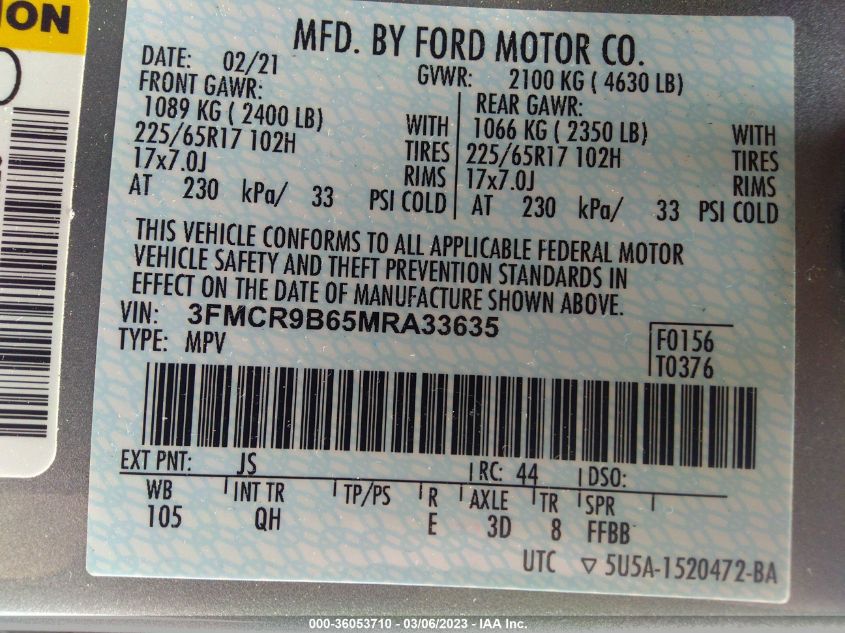 ON
MFD. BY FORD MOTOR CO.
DATE: 02/21 GVWR: 2100 KG ( 4630 LB)
FRONT GAWR: REAR GAWR:
1089 KG ( 2400 LB) WITH 1066 KG ( 2350 LB) WITH
225/65R17 102H TIRES 225/65R17 102H TIRES
17x7.0J RIMS 17x7.0J RIMS
AT 230 kPa/ 33 PSI COLD AT 230 kPa/ 33 PSI COLD
THIS VEHICLE CONFORMS TO ALL APPLICABLE FEDERAL MOTOR
VEHICLE SAFETY AND THEFT PREVENTION STANDARDS IN
EFFECT ON THE DATE OF MANUFACTURE SHOWN ABOVE.
VIN: 3FMCR9B65MRA33635
TYPE: MPV
F0156
T0376
EXT PNT: JS RC: 44 DSO:
WB INT TR TP/PS R AXLE TR SPR
105 QH E 3D 8 FFBB
UTC ▽ 5U5A-1520472-BA
000-36053710 - 03/06/2023 - IAA Inc.